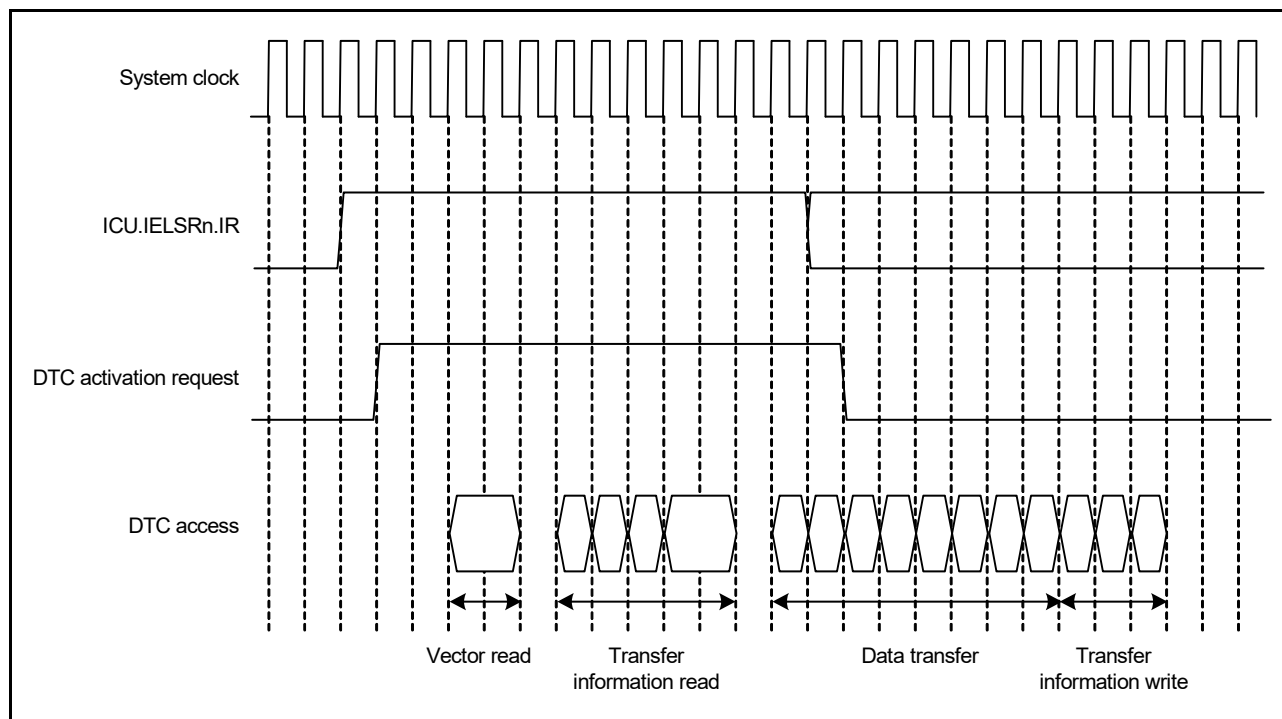 System clock
ICU.IELSRn.IR
DTC activation request
DTC access
Vector read
Transfer
information read
Data transfer
Transfer
information write